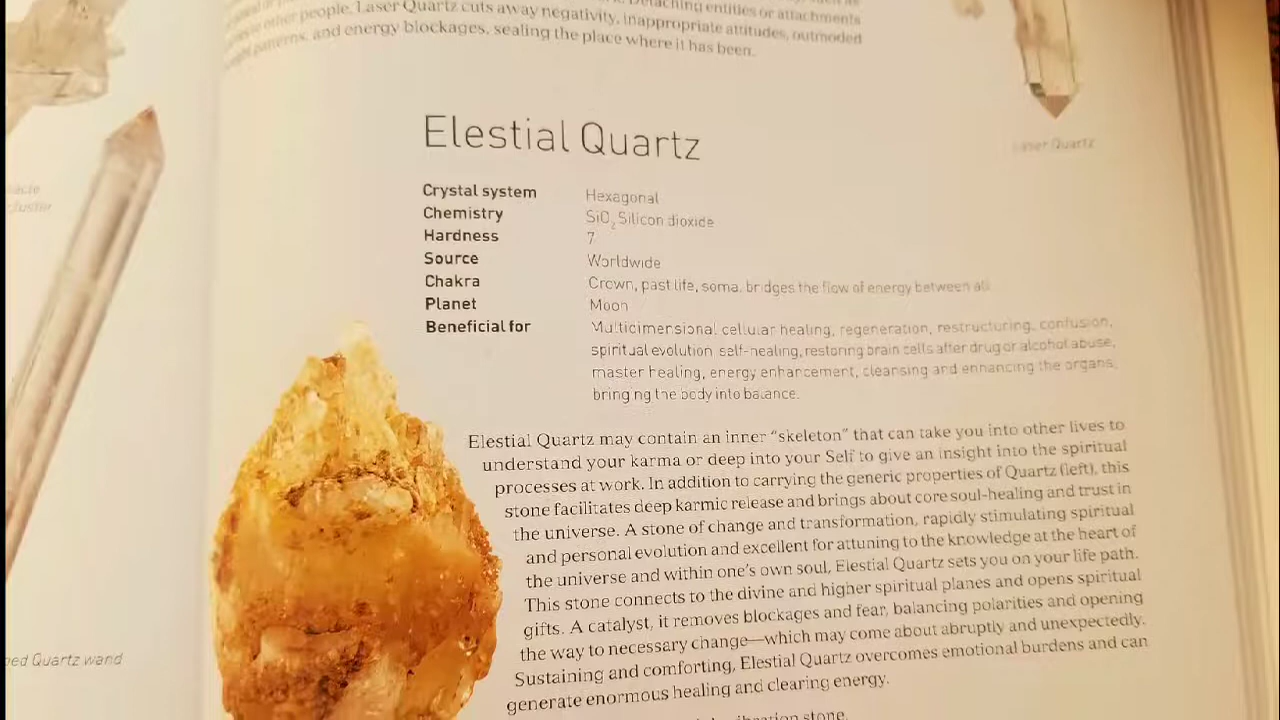 Detaching entities or attachments
other people. Laser Quartz cuts away negativity, inappropriate attitudes, outmoded
patterns, and energy blockages, sealing the place where it has been.
Laser Quartz
cluster
Elestial Quartz
Crystal system Hexagonal
Chemistry SiO₂ Silicon dioxide
Hardness 7
Source Worldwide
Chakra Crown, past life, soma, bridges the flow of energy between all
Planet Moon
Beneficial for Multidimensional cellular healing, regeneration, restructuring, confusion,
spiritual evolution self-healing, restoring brain cells after drug or alcohol abuse,
master healing, energy enhancement, cleansing and enhancing the organs,
bringing the body into balance.
Elestial Quartz may contain an inner “skeleton” that can take you into other lives to
understand your karma or deep into your Self to give an insight into the spiritual
processes at work. In addition to carrying the generic properties of Quartz (left), this
stone facilitates deep karmic release and brings about core soul-healing and trust in
the universe. A stone of change and transformation, rapidly stimulating spiritual
and personal evolution and excellent for attuning to the knowledge at the heart of
the universe and within one's own soul, Elestial Quartz sets you on your life path.
This stone connects to the divine and higher spiritual planes and opens spiritual
gifts. A catalyst, it removes blockages and fear, balancing polarities and opening
the way to necessary change—which may come about abruptly and unexpectedly.
Sustaining and comforting, Elestial Quartz overcomes emotional burdens and can
generate enormous healing and clearing energy.
Quartz wand
vibration stone.